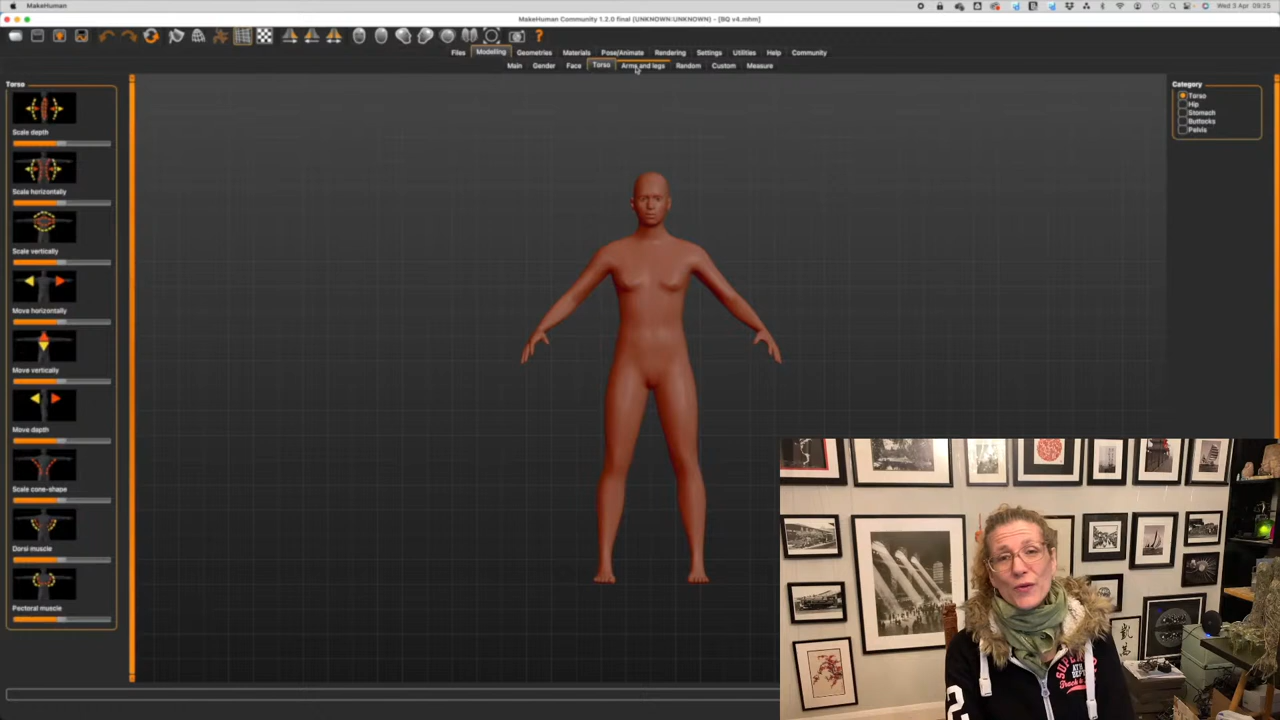 MakeHuman
Wed 3 Apr 09:25
MakeHuman Community 1.2.0 final (UNKNOWN:UNKNOWN) - [BQ v4.mhm]
Files Modelling Geometries Materials Pose/Animate Rendering Settings Utilities Help Community
Main Gender Face Torso Arms and legs Random Custom Measure
Torso
Scale depth
Scale horizontally
Scale vertically
Move horizontally
Move vertically
Move depth
Scale cone-shape
Dorsi muscle
Pectoral muscle
Category
Torso
Hip
Stomach
Buttocks
Pelvis